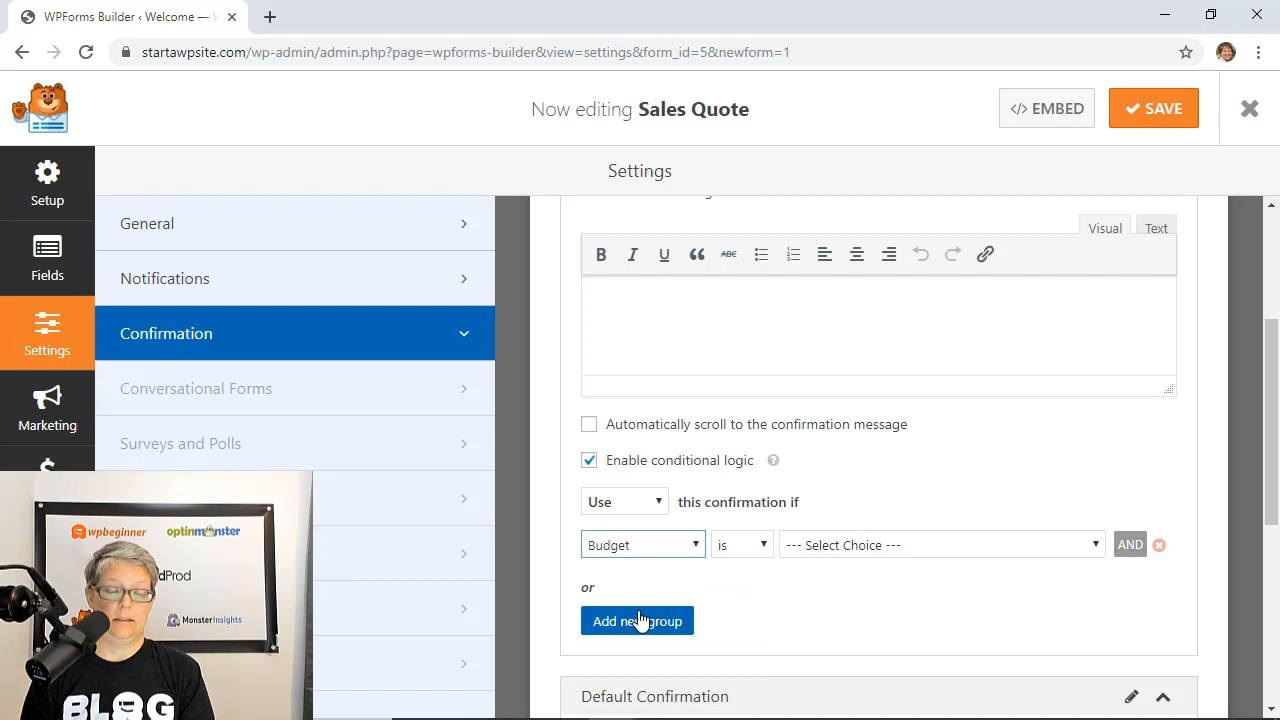 WPForms Builder ‹ Welcome —
startawpsite.com/wp-admin/admin.php?page=wpforms-builder&view=settings&form_id=5&newform=1
Now editing Sales Quote
</> EMBED
SAVE
Settings
Setup
Fields
Settings
Marketing
$
General
Notifications
Confirmation
Conversational Forms
Surveys and Polls
Visual
Text
B I U ABC
Automatically scroll to the confirmation message
Enable conditional logic ?
Use this confirmation if
Budget is --- Select Choice --- AND
or
Add new group
Default Confirmation
wpbeginner optinmonster
dProd
MonsterInsights
BLOG